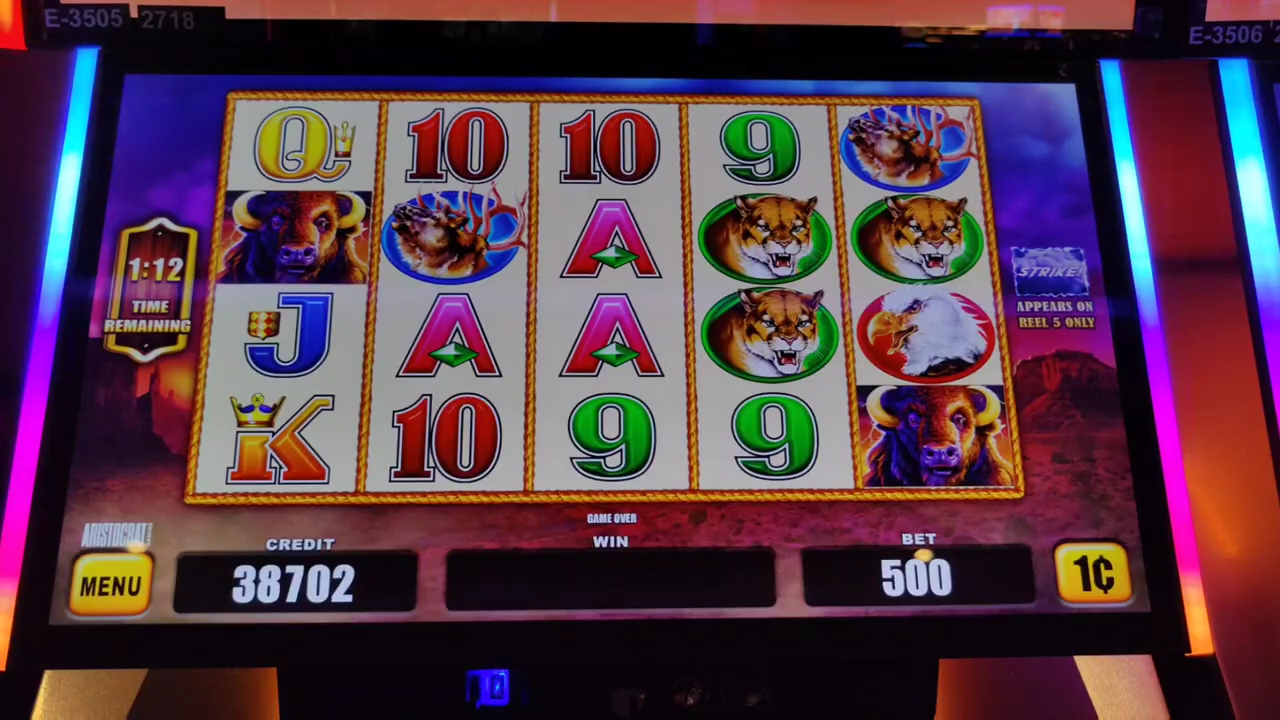 E-3505 2718
E-3506
Q 10 10 9
1:12
TIME
REMAINING
A
STRIKE!
APPEARS ON
REEL 5 ONLY
J A A
K 10 9 9
GAME OVER
ARISTOCRAT
CREDIT
WIN
BET
MENU
38702
500
1¢